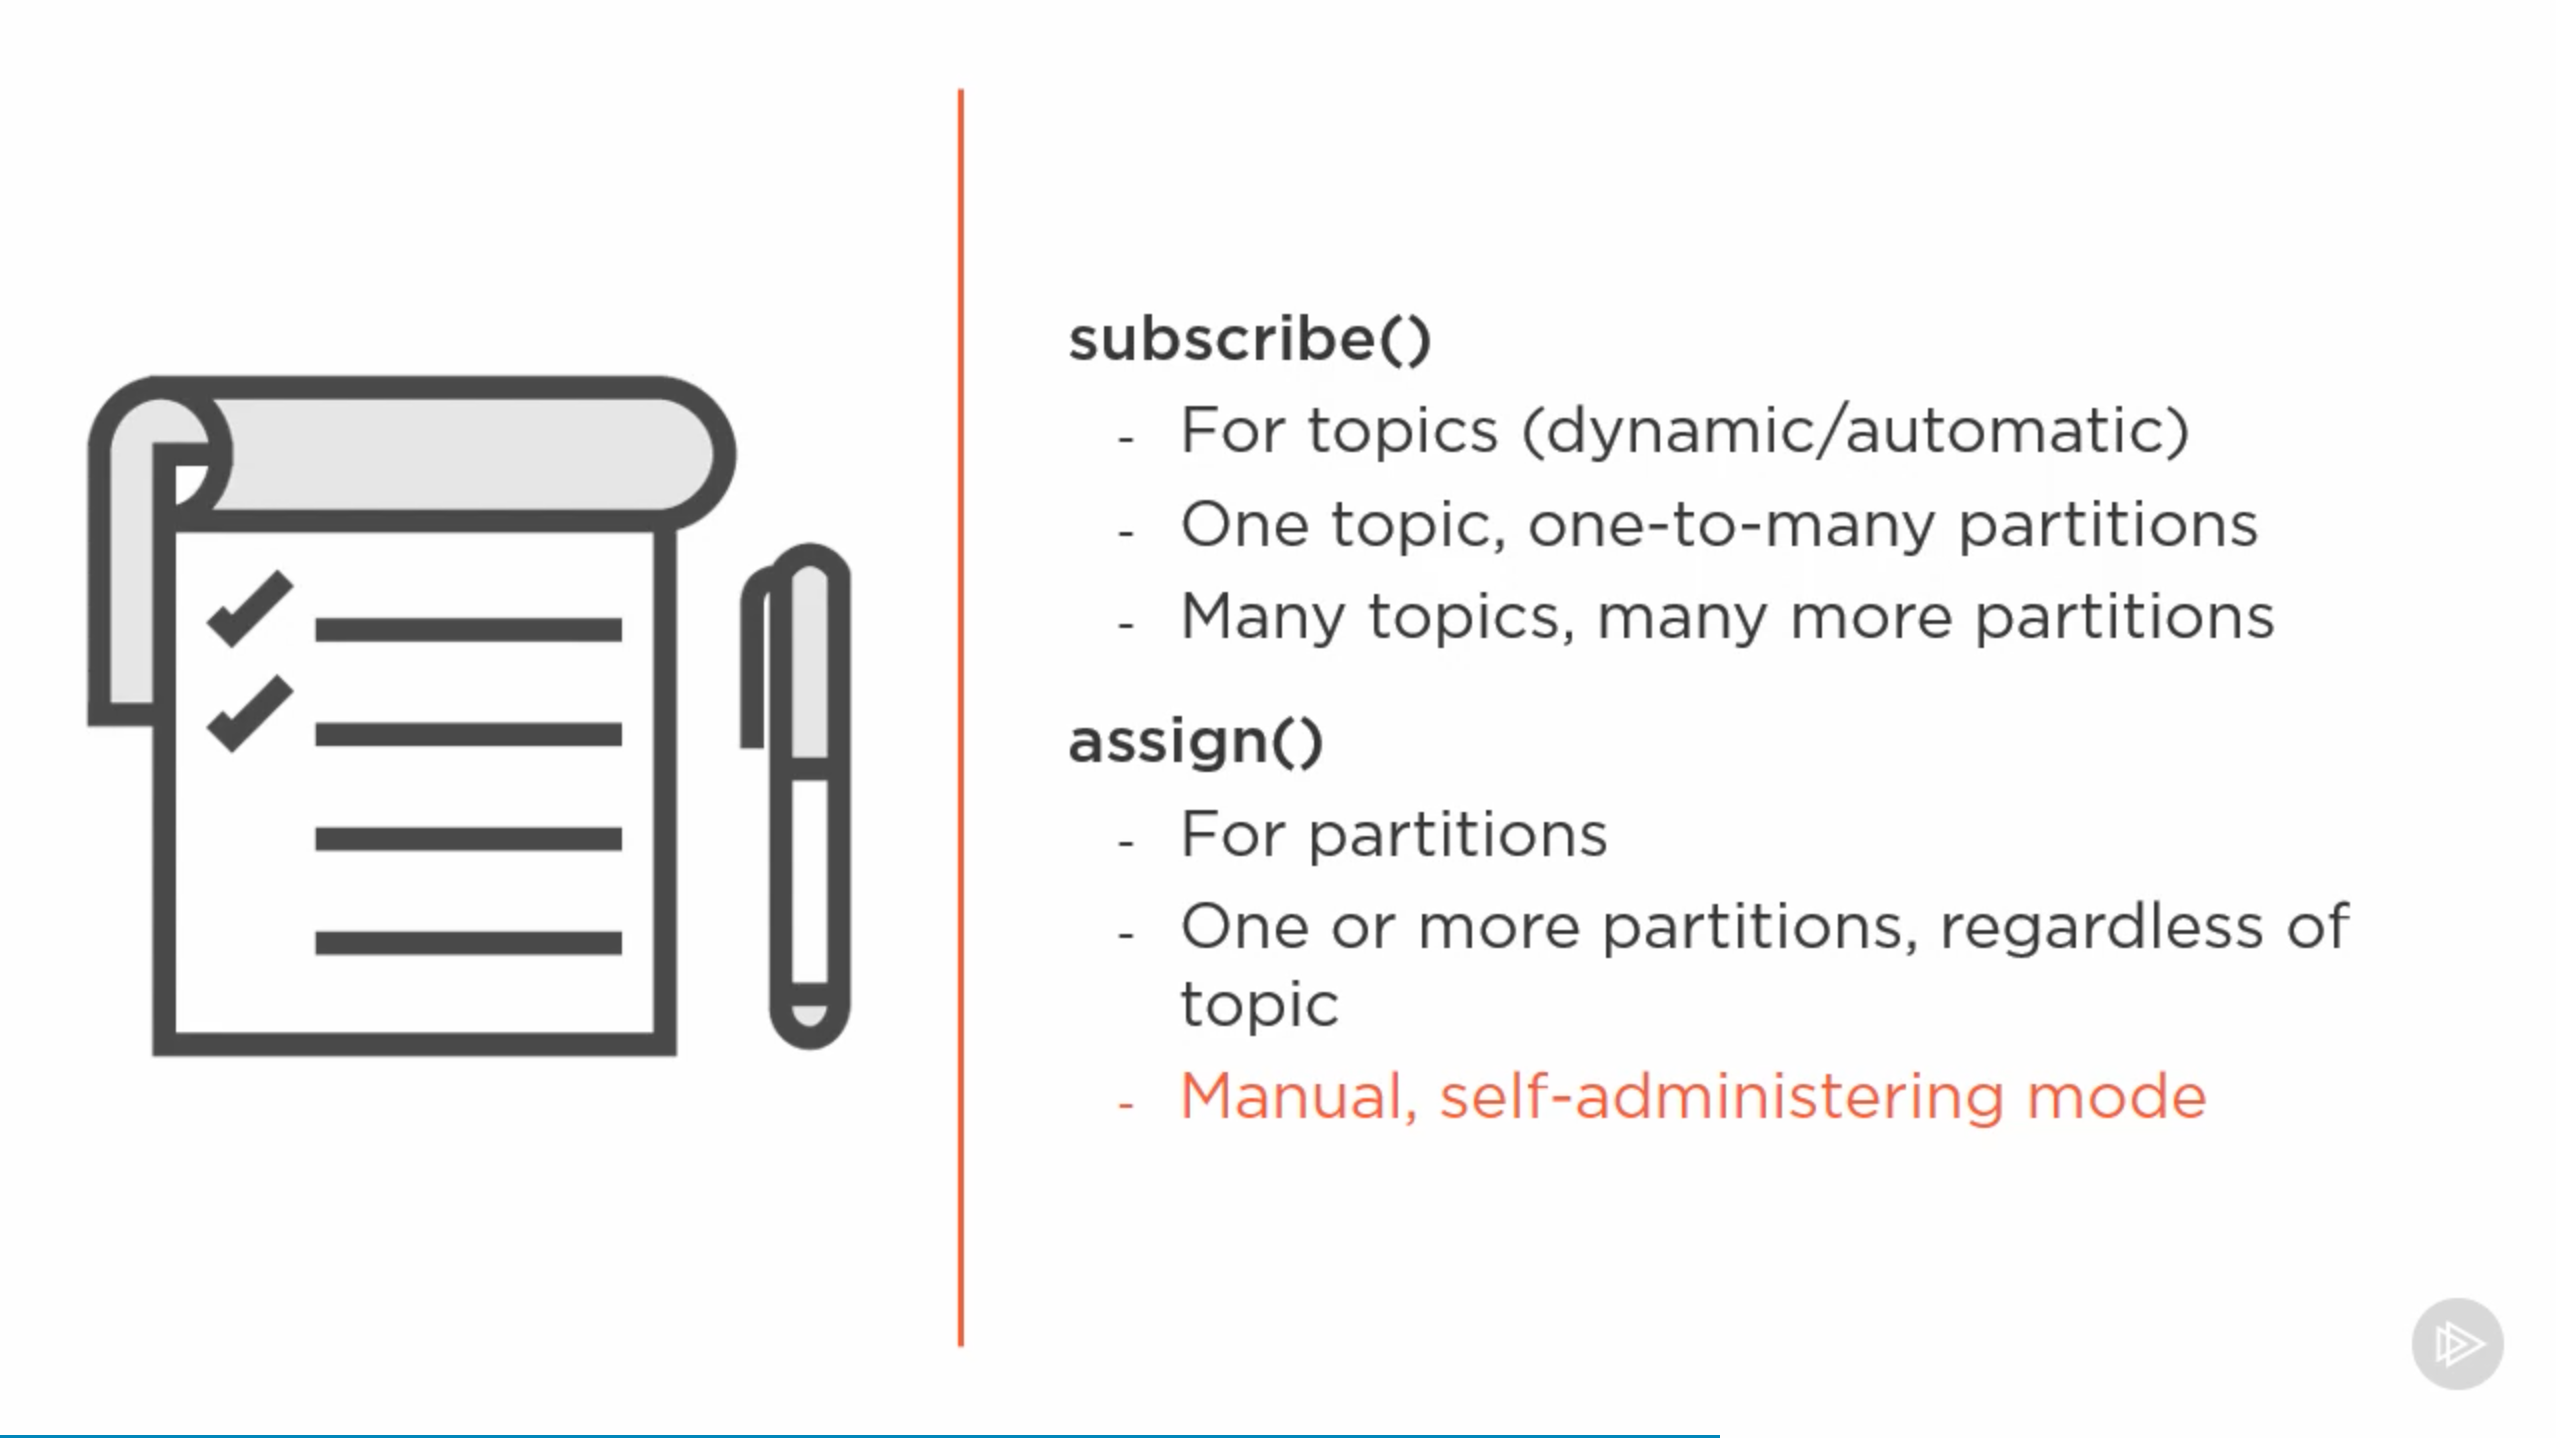 subscribe()
- For topics (dynamic/automatic)
- One topic, one-to-many partitions
- Many topics, many more partitions
assign()
- For partitions
- One or more partitions, regardless of
topic
- Manual, self-administering mode